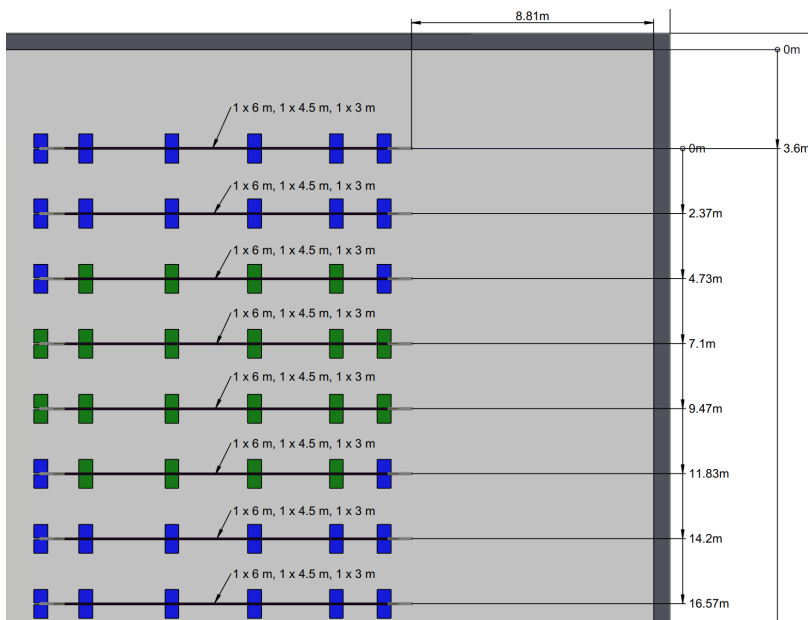 8.81m
0m
1 x 6 m, 1 x 4.5 m, 1 x 3 m
0m
3.6m
1 x 6 m, 1 x 4.5 m, 1 x 3 m
2.37m
1 x 6 m, 1 x 4.5 m, 1 x 3 m
4.73m
1 x 6 m, 1 x 4.5 m, 1 x 3 m
7.1m
1 x 6 m, 1 x 4.5 m, 1 x 3 m
9.47m
1 x 6 m, 1 x 4.5 m, 1 x 3 m
11.83m
1 x 6 m, 1 x 4.5 m, 1 x 3 m
14.2m
1 x 6 m, 1 x 4.5 m, 1 x 3 m
16.57m